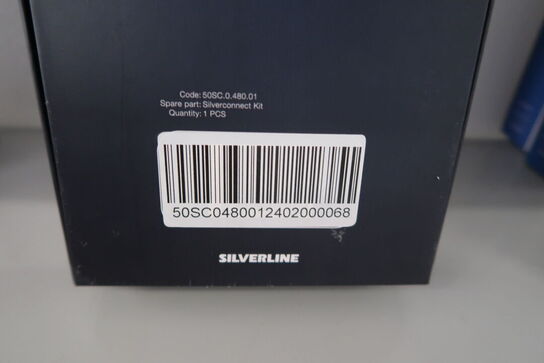 Code: 50SC.0.480.01
Spare part: Silverconnect Kit
Quantity: 1 PCS
50SC0480012402000068
SILVERLINE